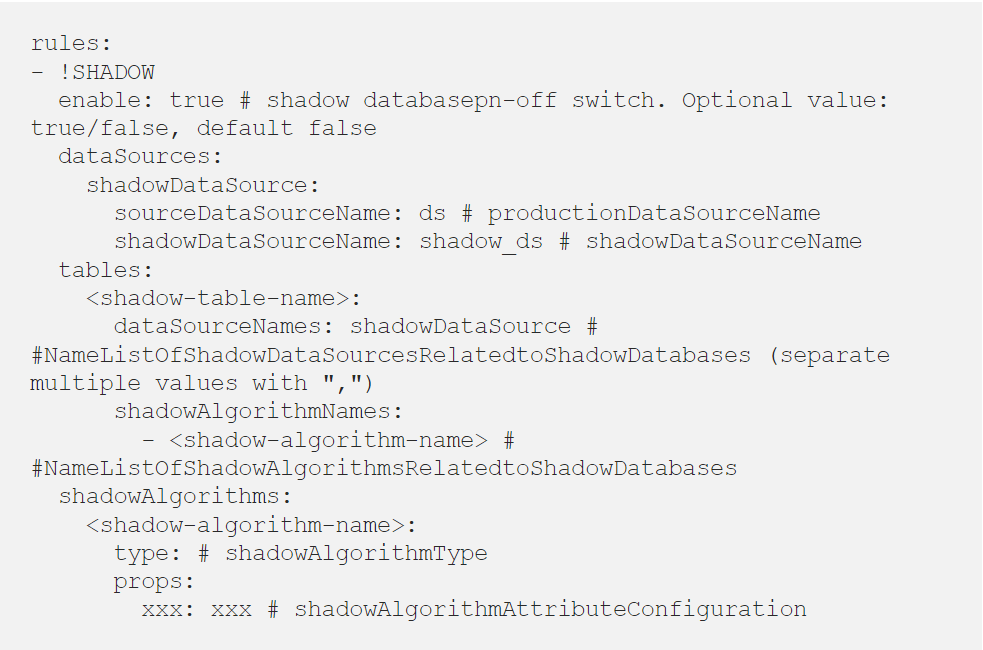 rules:
- !SHADOW
  enable: true # shadow databasepn-off switch. Optional value:
true/false, default false
  dataSources:
    shadowDataSource:
      sourceDataSourceName: ds # productionDataSourceName
      shadowDataSourceName: shadow_ds # shadowDataSourceName
  tables:
    <shadow-table-name>:
      dataSourceNames: shadowDataSource #
#NameListOfShadowDataSourcesRelatedtoShadowDatabases (separate
multiple values with ",")
      shadowAlgorithmNames:
        - <shadow-algorithm-name> #
#NameListOfShadowAlgorithmsRelatedtoShadowDatabases
  shadowAlgorithms:
    <shadow-algorithm-name>:
      type: # shadowAlgorithmType
      props:
        xxx: xxx # shadowAlgorithmAttributeConfiguration